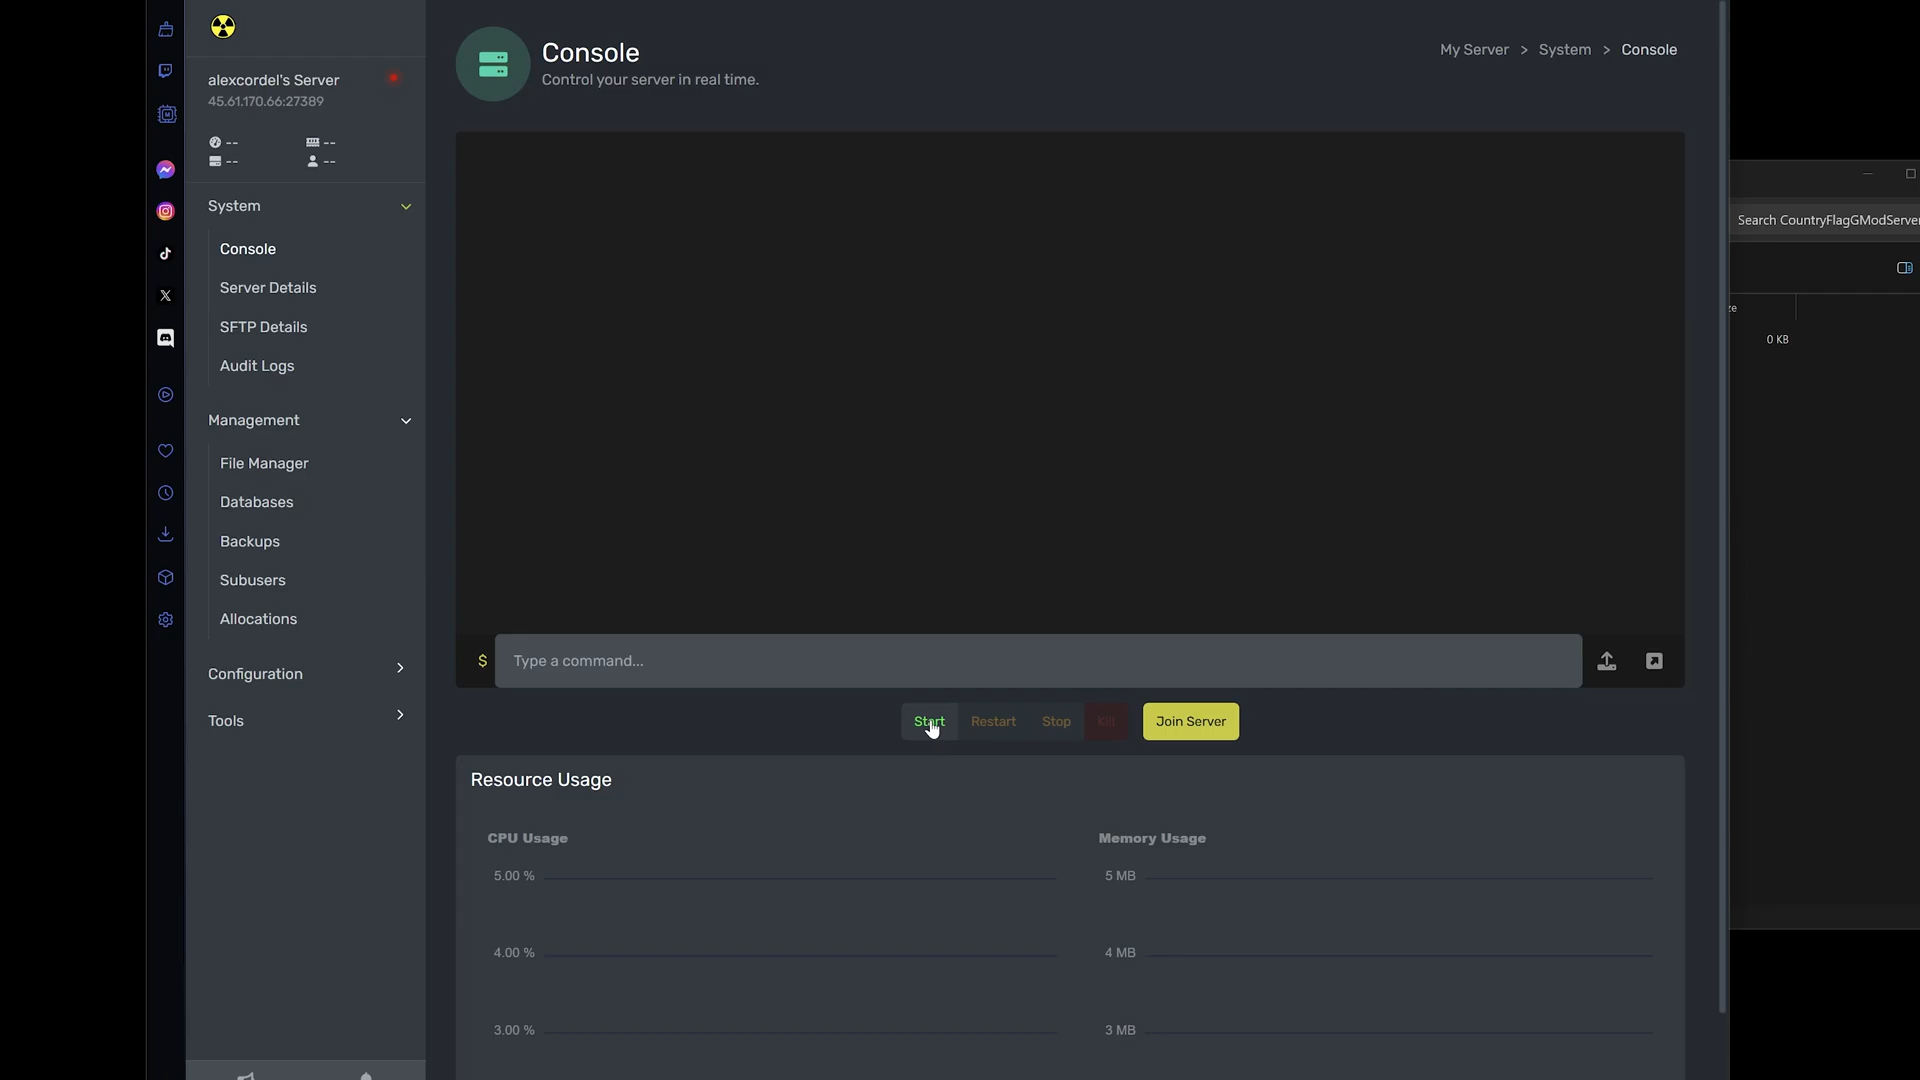 Console
Control your server in real time.
My Server > System > Console
alexcordel's Server
45.61.170.66:27389
--
--
--
--
System
Console
Server Details
SFTP Details
Audit Logs
Management
File Manager
Databases
Backups
Subusers
Allocations
Configuration
Tools
$ Type a command...
Start
Restart
Stop
Kill
Join Server
Resource Usage
CPU Usage
5.00 %
4.00 %
3.00 %
Memory Usage
5 MB
4 MB
3 MB
Search CountryFlagGModServer
ze
0 KB